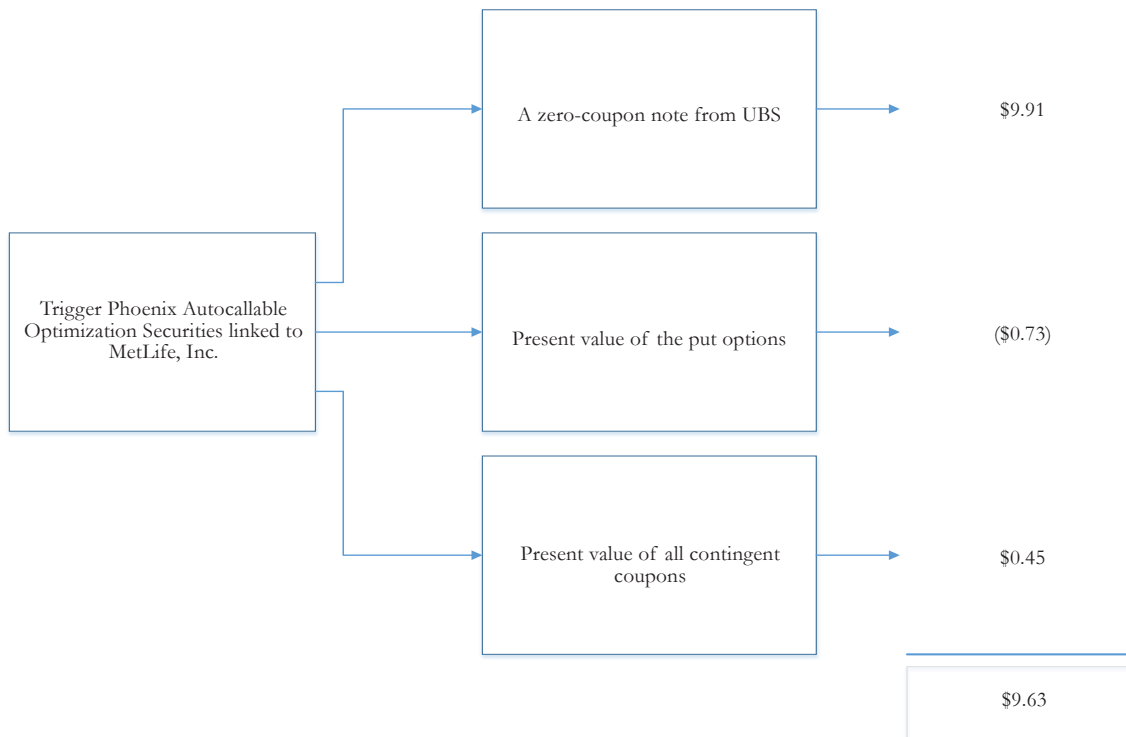 A zero-coupon note from UBS
$9.91
Trigger Phoenix Autocallable
Optimization Securities linked to
MetLife, Inc.
Present value of the put options
($0.73)
Present value of all contingent
coupons
$0.45
$9.63